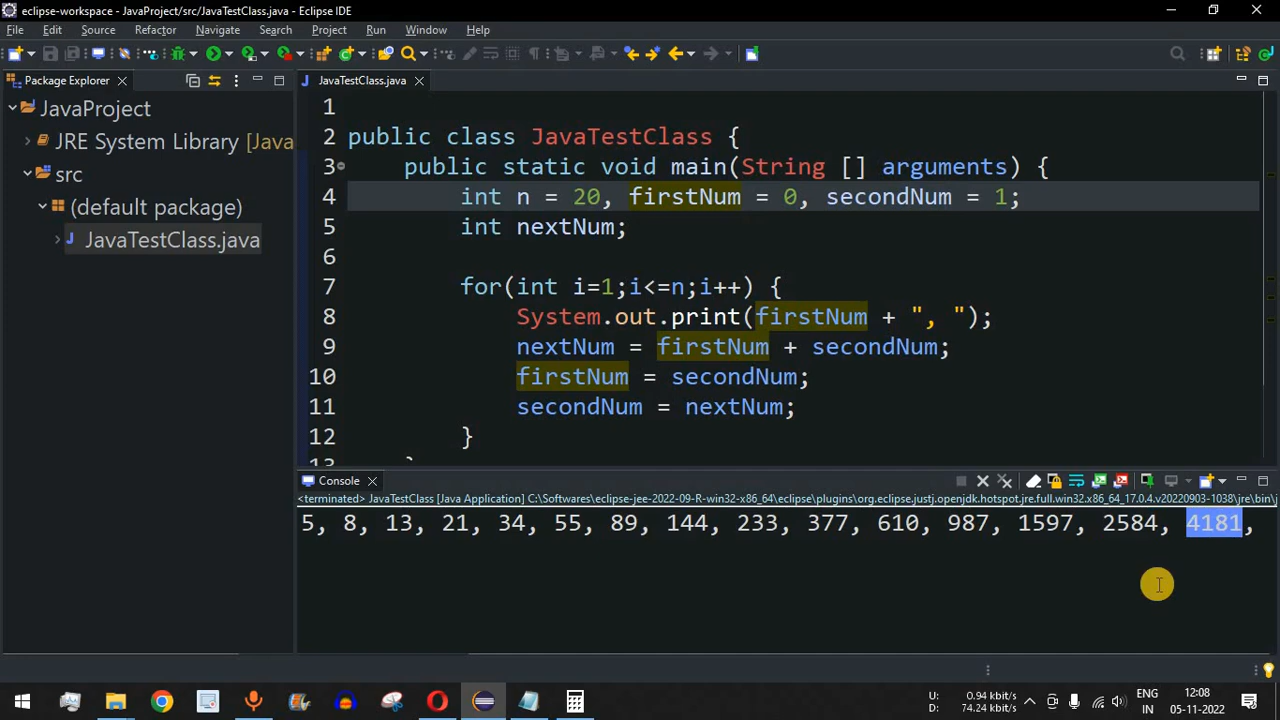 eclipse-workspace - JavaProject/src/JavaTestClass.java - Eclipse IDE
File Edit Source Refactor Navigate Search Project Run Window Help
Package Explorer
JavaTestClass.java
JavaProject
JRE System Library [Java
src
(default package)
JavaTestClass.java
1
2 public class JavaTestClass {
3 public static void main(String [] arguments) {
4 int n = 20, firstNum = 0, secondNum = 1;
5 int nextNum;
6
7 for(int i=1;i<=n;i++) {
8 System.out.print(firstNum + ", ");
9 nextNum = firstNum + secondNum;
10 firstNum = secondNum;
11 secondNum = nextNum;
12 }
13 }
Console
<terminated> JavaTestClass [Java Application] C:\Softwares\eclipse-jee-2022-09-R-win32-x86_64\eclipse\plugins\org.eclipse.justj.openjdk.hotspot.jre.full.win32.x86_64_17.0.4.v20220903-1038\jre\bin\j
5, 8, 13, 21, 34, 55, 89, 144, 233, 377, 610, 987, 1597, 2584, 4181,
U: 0.94 kbit/s
D: 74.24 kbit/s
ENG
IN
12:08
05-11-2022